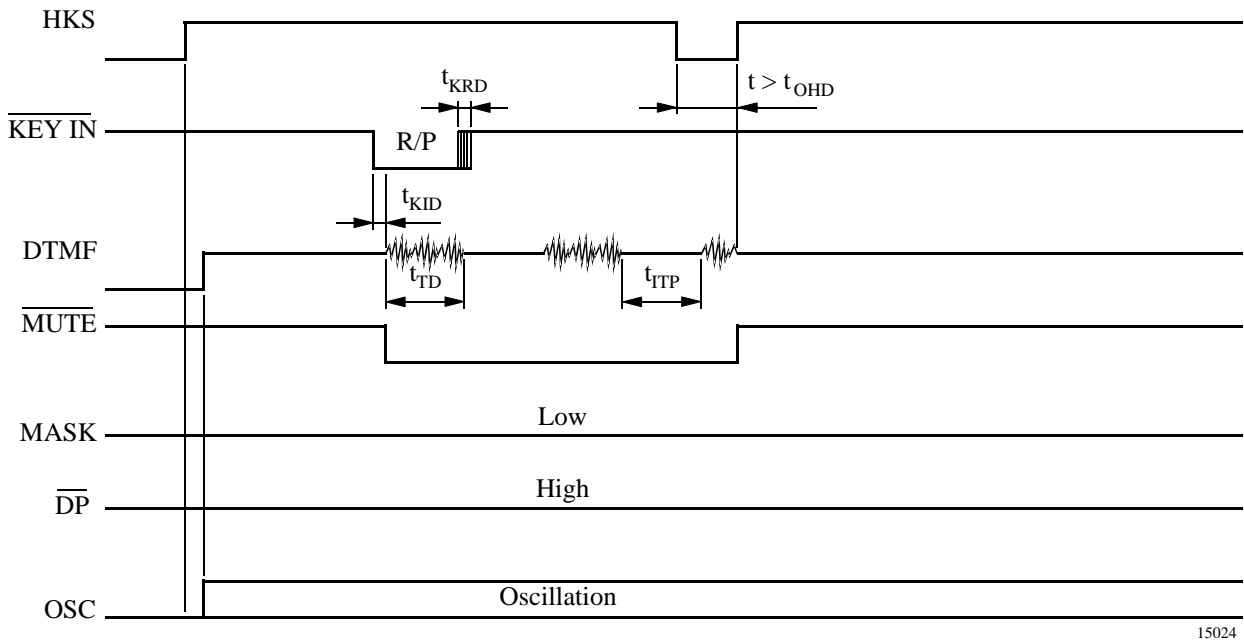 HKS
tKRD
t > tOHD
KEY IN
R/P
tKID
DTMF
tTD
tITP
MUTE
Low
MASK
High
DP
Oscillation
OSC
15024